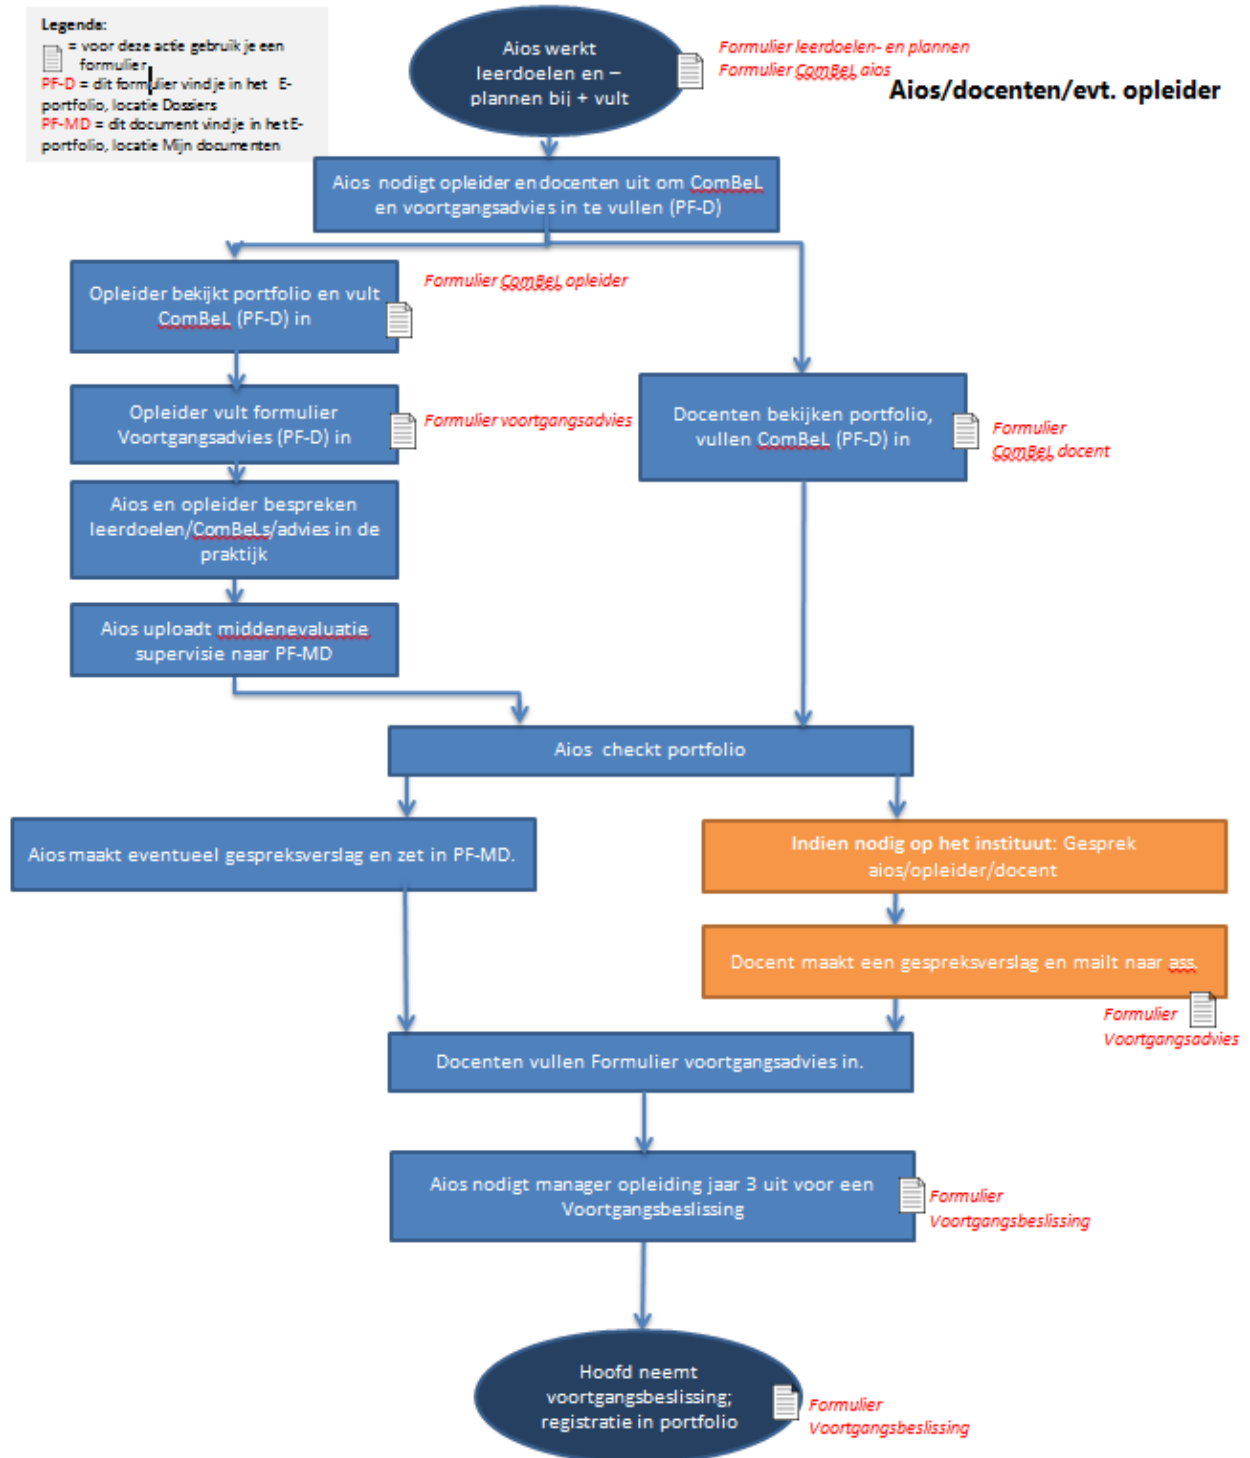 Legenda:
= voor deze actie gebruik je een
formulier
PF-D = dit formulier vind je in het E-
portfolio, locatie Dossiers
PF-MD = dit document vind je in het E-
portfolio, locatie Mijn documenten
Aios werkt
leerdoelen en –
plannen bij + vult
Formulier leerdoelen- en plannen
Formulier ComBeL aios
Aios/docenten/evt. opleider
Aios nodigt opleider en docenten uit om ComBeL
en voortgangsadvies in te vullen (PF-D)
Opleider bekijkt portfolio en vult
ComBeL (PF-D) in
Formulier ComBeL opleider
Opleider vult formulier
Voortgangsadvies (PF-D) in
Formulier voortgangsadvies
Docenten bekijken portfolio,
vullen ComBeL (PF-D) in
Formulier
ComBeL docent
Aios en opleider bespreken
leerdoelen/ComBeLs/advies in de
praktijk
Aios uploadt middenevaluatie
supervisie naar PF-MD
Aios checkt portfolio
Aios maakt eventueel gespreksverslag en zet in PF-MD.
Indien nodig op het instituut: Gesprek
aios/opleider/docent
Docent maakt een gespreksverslag en mailt naar ass.
Formulier
Voortgangsadvies
Docenten vullen Formulier voortgangsadvies in.
Aios nodigt manager opleiding jaar 3 uit voor een
Voortgangsbeslissing
Formulier
Voortgangsbeslissing
Hoofd neemt
voortgangsbeslissing;
registratie in portfolio
Formulier
Voortgangsbeslissing